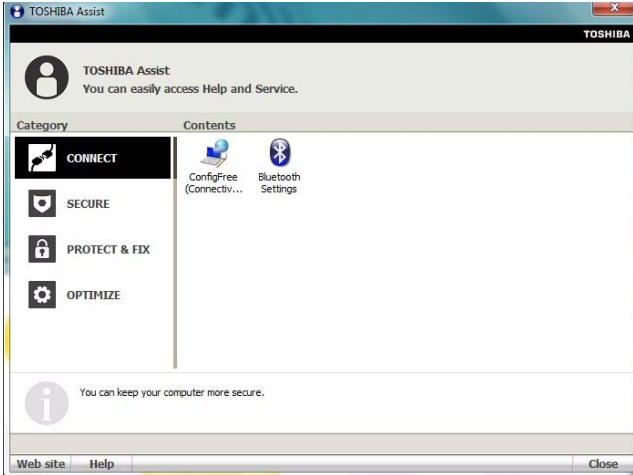 TOSHIBA Assist
TOSHIBA
TOSHIBA Assist
You can easily access Help and Service.
Category
Contents
CONNECT
SECURE
PROTECT & FIX
OPTIMIZE
ConfigFree
(Connectiv...
Bluetooth
Settings
You can keep your computer more secure.
Web site
Help
Close